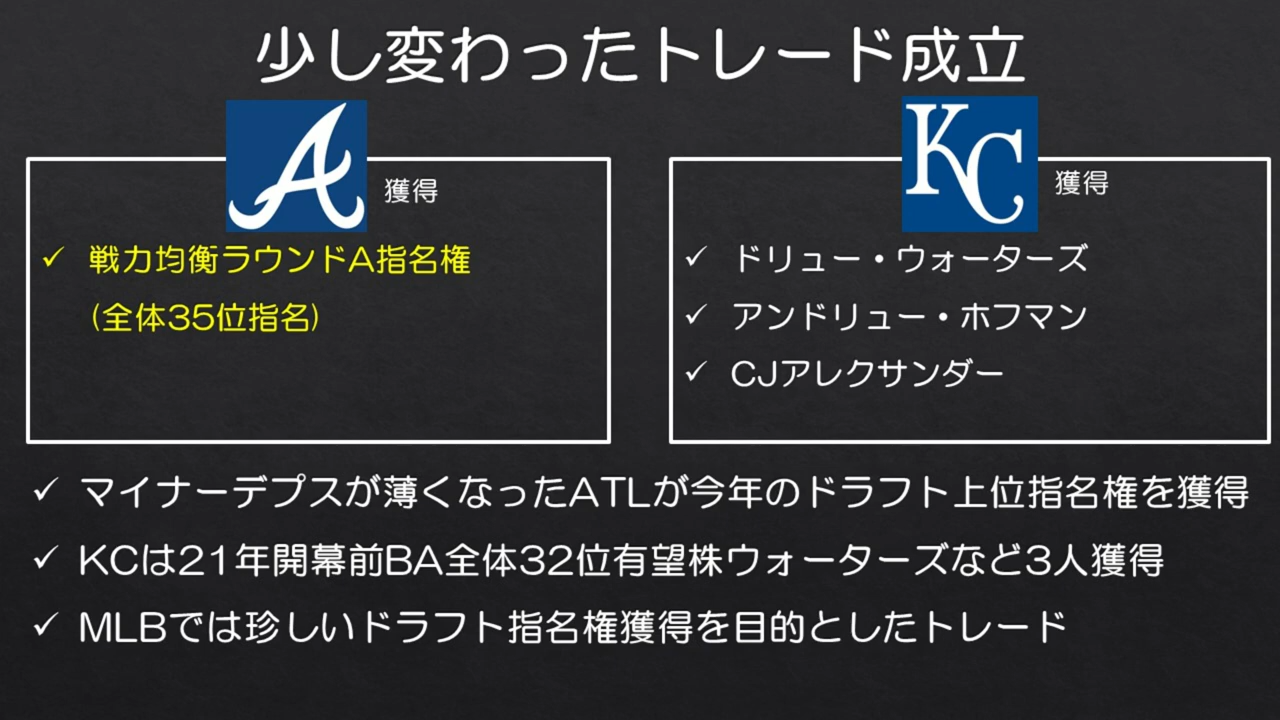 少し変わったトレード成立
A
獲得
✓ 戦力均衡ラウンドA指名権
(全体35位指名)
KC
獲得
✓ ドリュー・ウォーターズ
✓ アンドリュー・ホフマン
✓ CJアレクサンダー
✓ マイナーデプスが薄くなったATLが今年のドラフト上位指名権を獲得
✓ KCは21年開幕前BA全体32位有望株ウォーターズなど3人獲得
✓ MLBでは珍しいドラフト指名権獲得を目的としたトレード